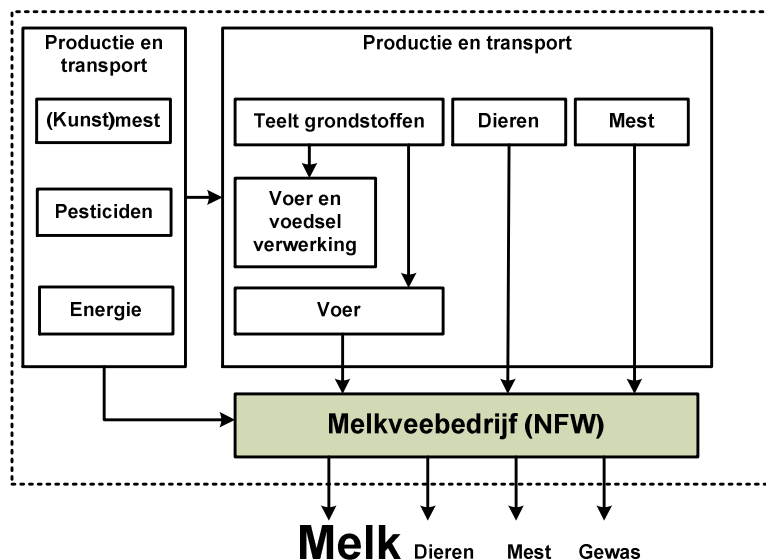 Productie en
transport
(Kunst)mest
Pesticiden
Energie
Productie en transport
Teelt grondstoffen
Dieren
Mest
Voer en
voedsel
verwerking
Voer
Melkveebedrijf (NFW)
Melk Dieren Mest Gewas